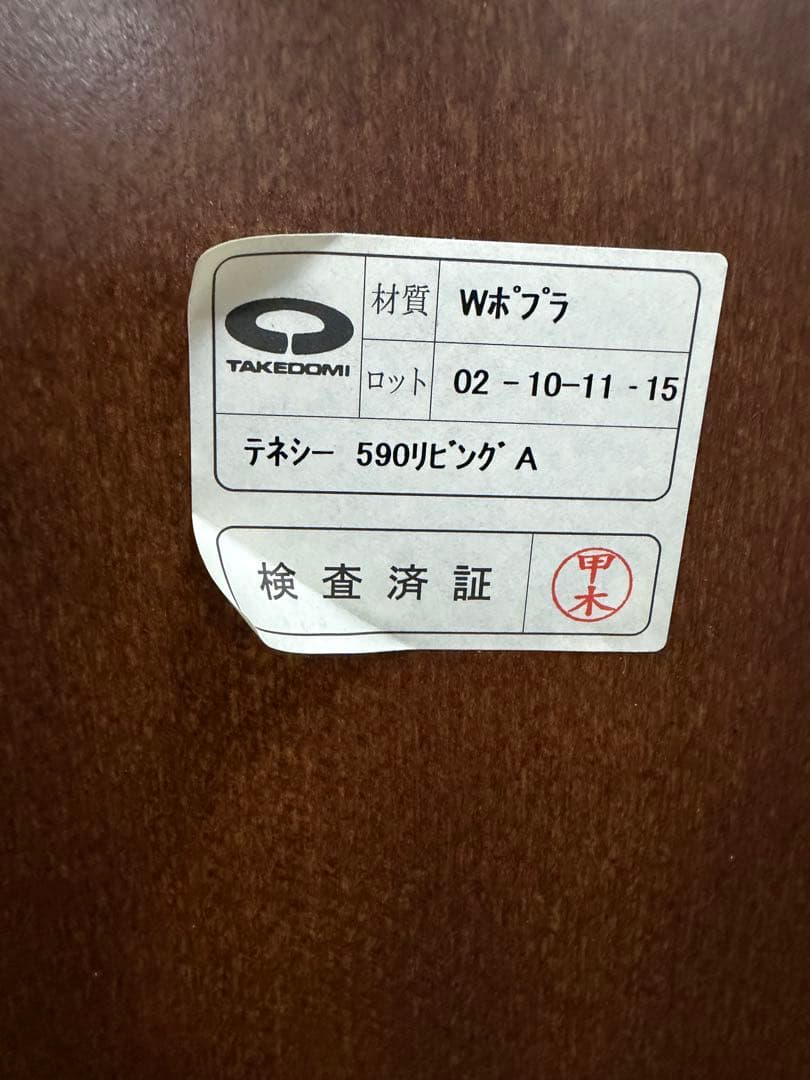 TAKEDOMI
材質 Wポプラ
ロット 02-10-11-15
テネシー 590リビングA
検査済証
甲木